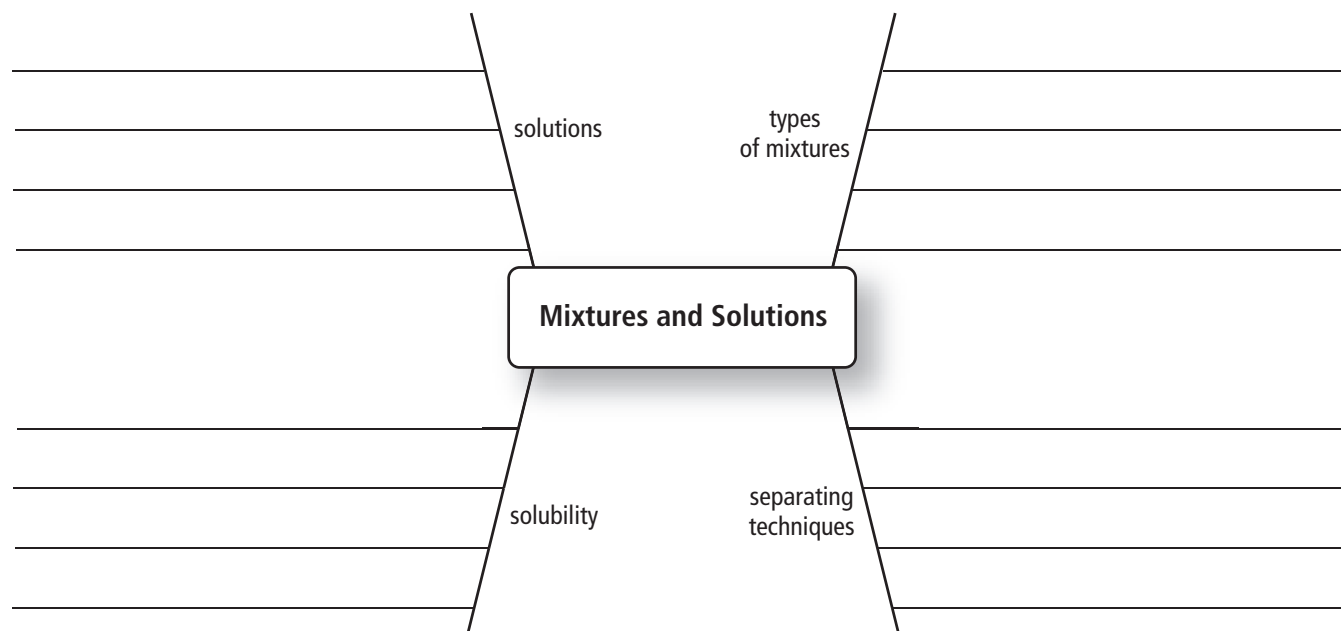 solutions
types
of mixtures
Mixtures and Solutions
solubility
separating
techniques